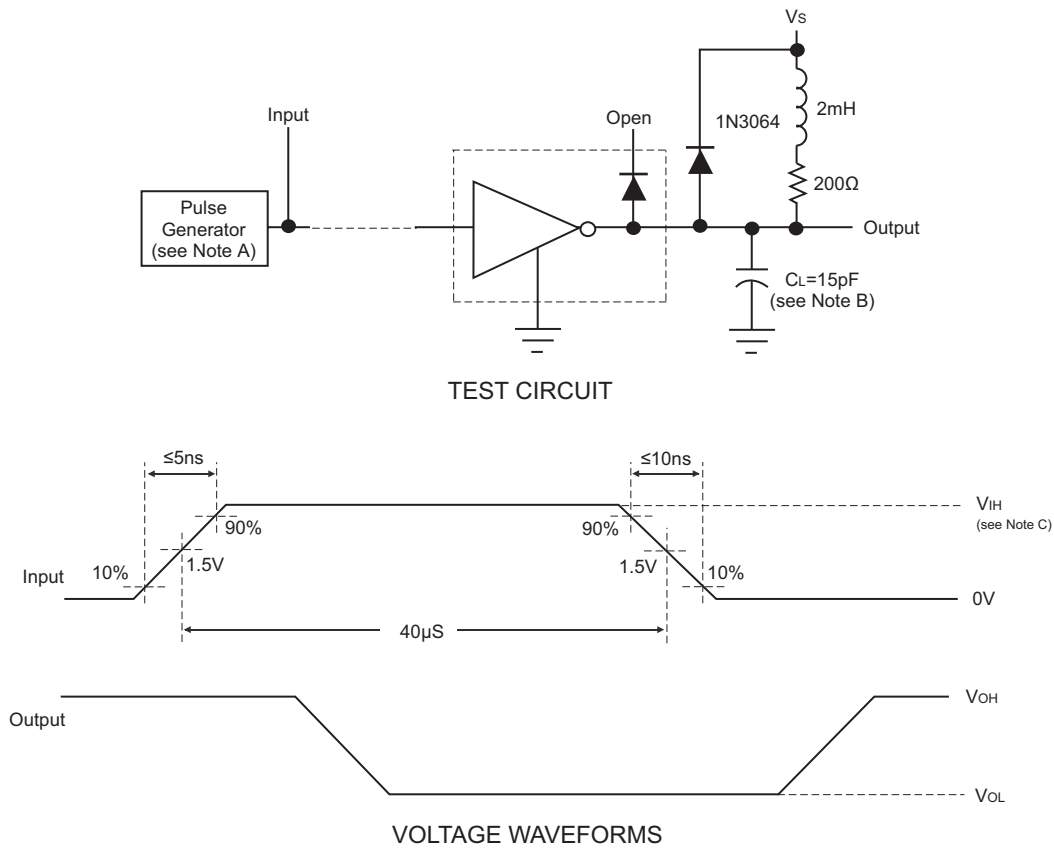 Vs
Input
Open
1N3064
2mH
200Ω
Pulse
Generator
(see Note A)
Output
CL=15pF
(see Note B)
TEST CIRCUIT
≤5ns
≤10ns
VIH
(see Note C)
90%
90%
1.5V
1.5V
10%
10%
Input
0V
40µS
Output
VOH
VOL
VOLTAGE WAVEFORMS